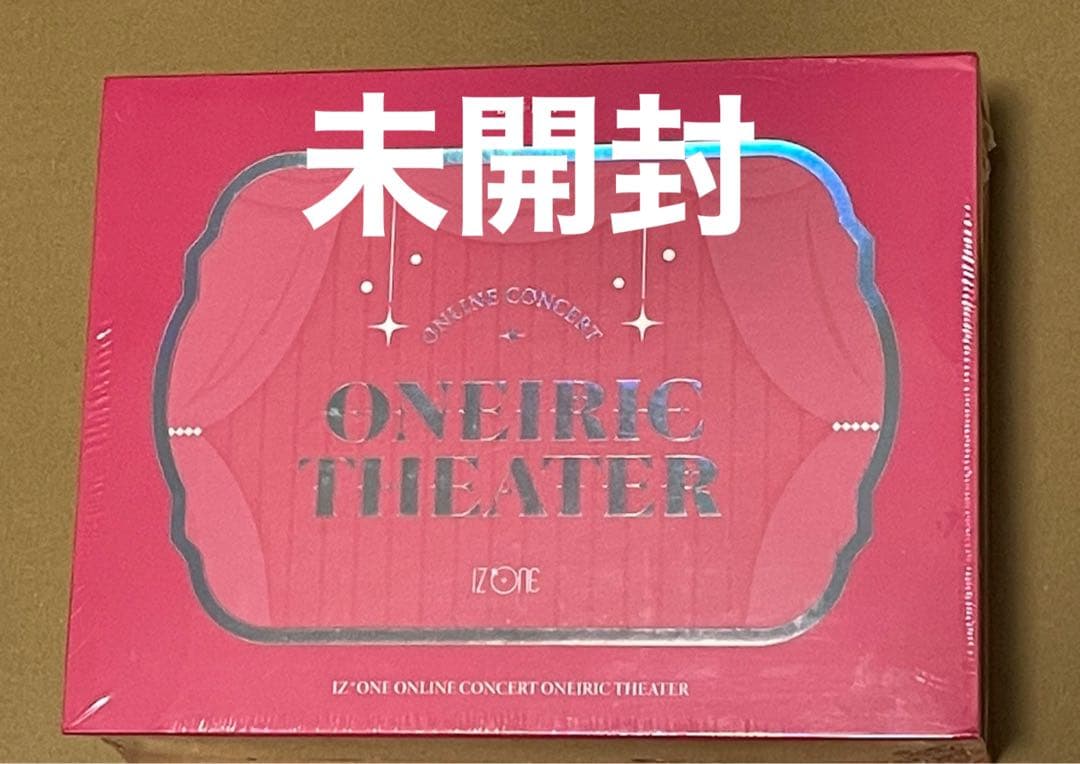 未開封
ONLINE CONCERT
ONEIRIC
THEATER
IZ*ONE
IZ*ONE ONLINE CONCERT ONEIRIC THEATER